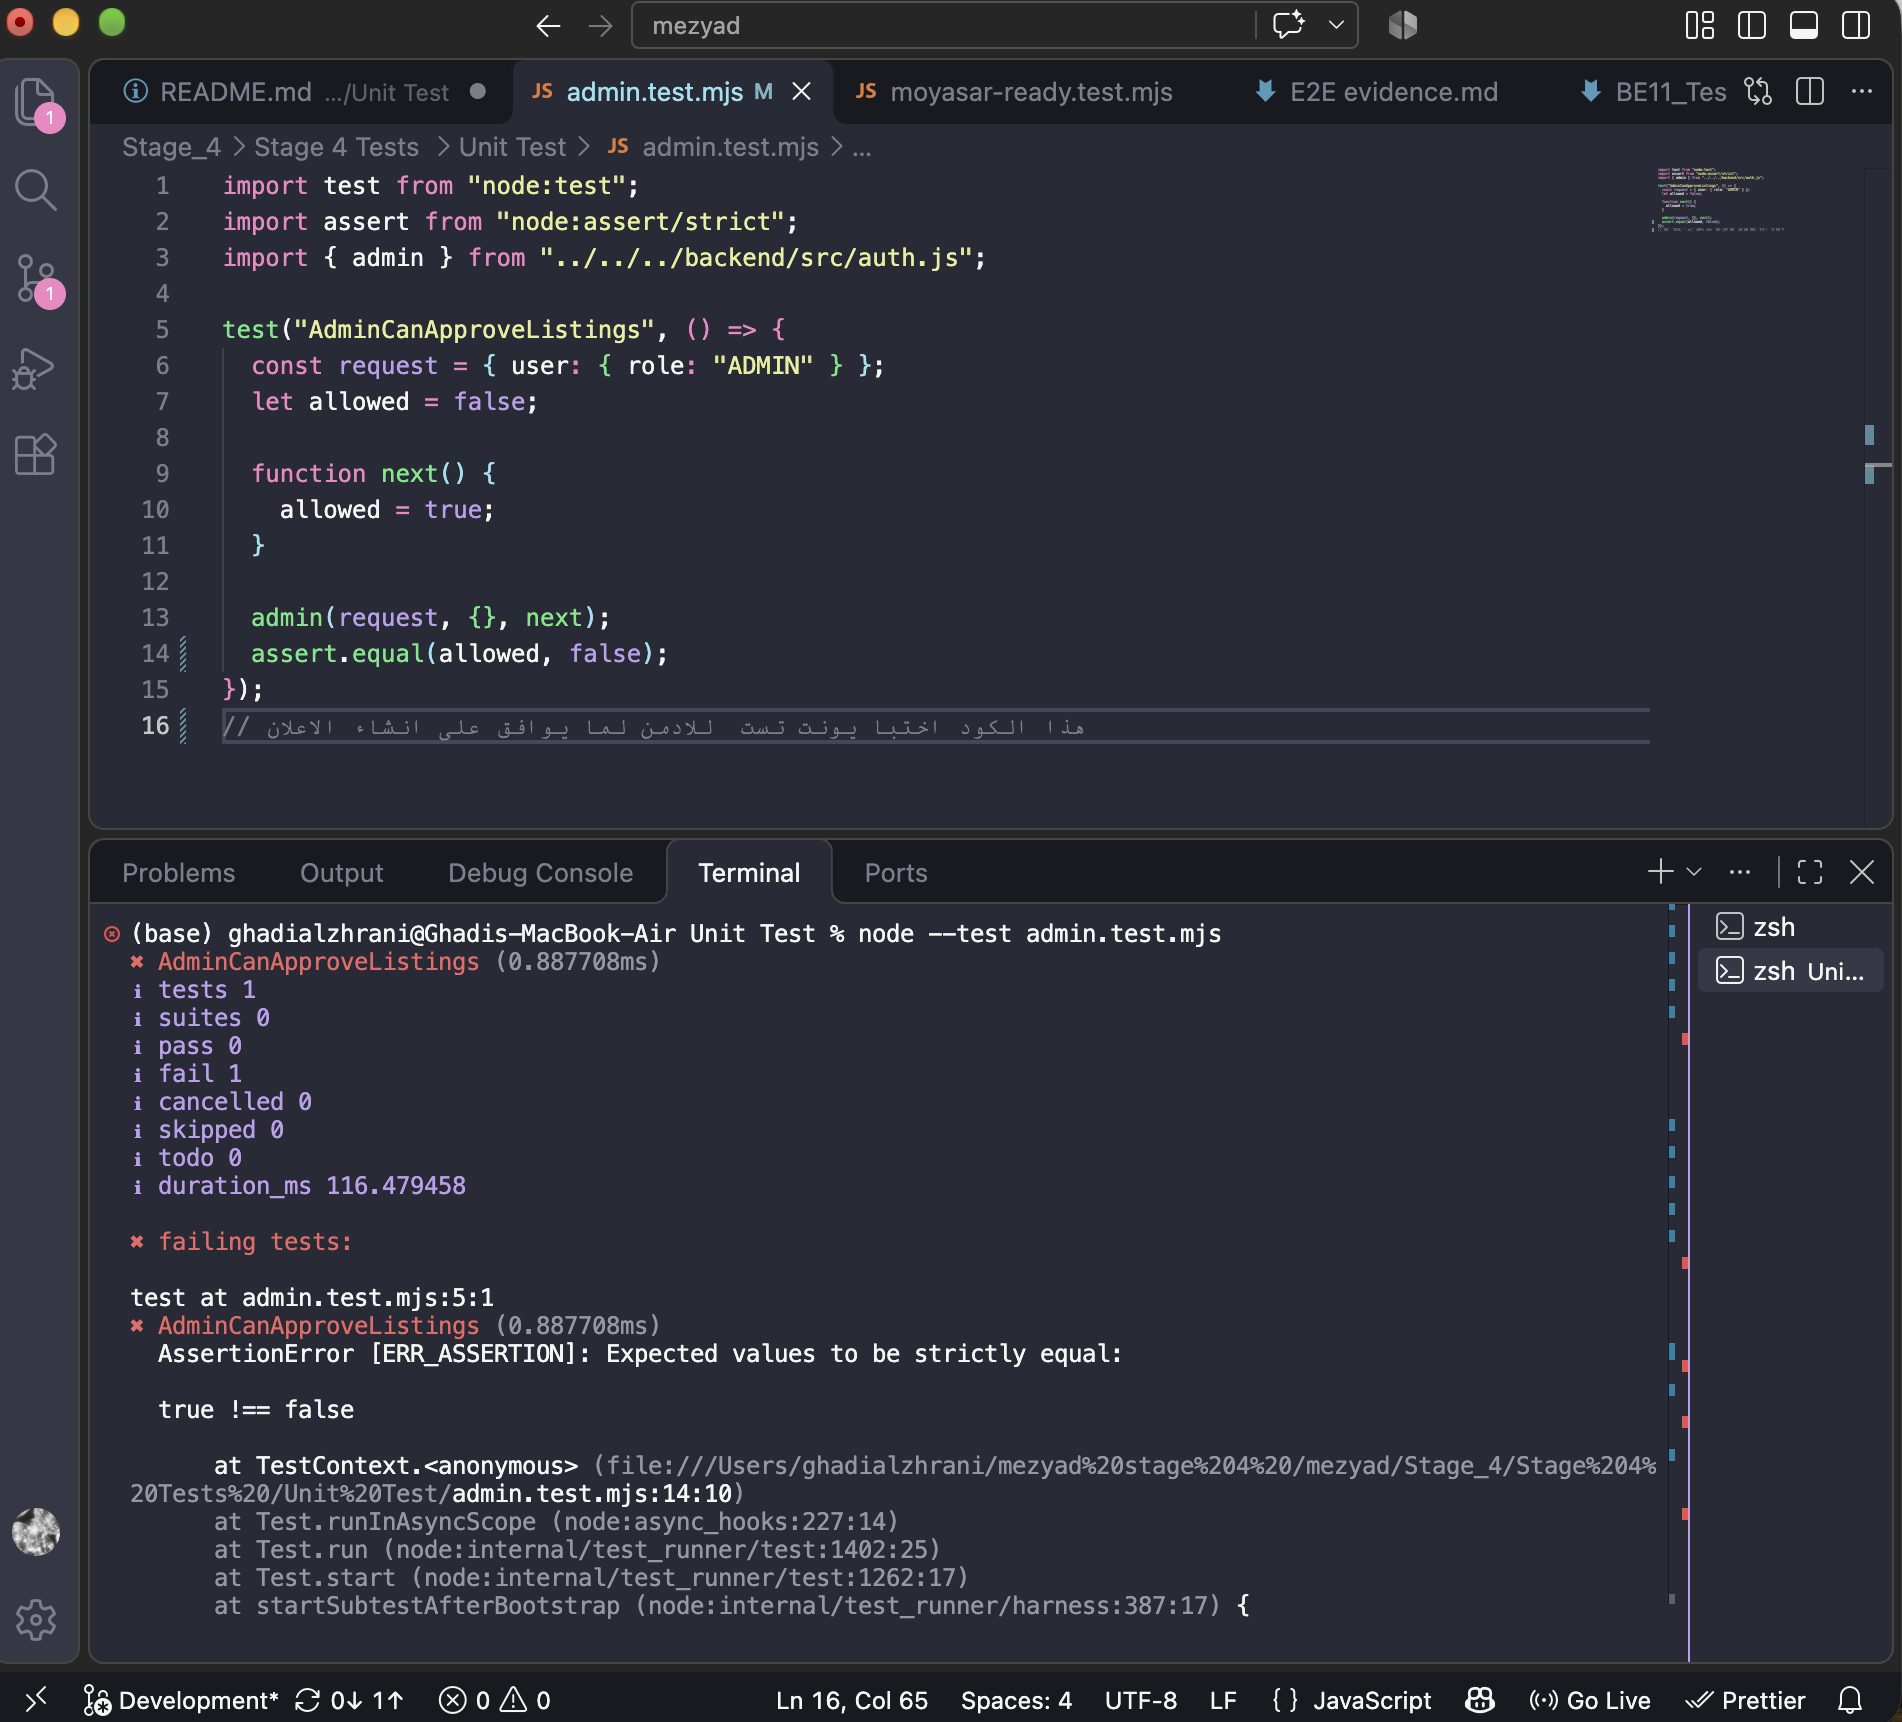 mezyad
README.md .../Unit Test
JS admin.test.mjs M
JS moyasar-ready.test.mjs
E2E evidence.md
BE11_Tes
Stage_4 > Stage 4 Tests > Unit Test > JS admin.test.mjs > ...
1 import test from "node:test";
2 import assert from "node:assert/strict";
3 import { admin } from "../../../backend/src/auth.js";
4
5 test("AdminCanApproveListings", () => {
6 const request = { user: { role: "ADMIN" } };
7 let allowed = false;
8
9 function next() {
10 allowed = true;
11 }
12
13 admin(request, {}, next);
14 assert.equal(allowed, false);
15 });
16 // هذا الكود اختبا يونت تست للادمن لما يوافق على انشاء الاعلان
Problems Output Debug Console Terminal Ports
(base) ghadialzhrani@Ghadis-MacBook-Air Unit Test % node --test admin.test.mjs
✖ AdminCanApproveListings (0.887708ms)
ℹ tests 1
ℹ suites 0
ℹ pass 0
ℹ fail 1
ℹ cancelled 0
ℹ skipped 0
ℹ todo 0
ℹ duration_ms 116.479458
✖ failing tests:
test at admin.test.mjs:5:1
✖ AdminCanApproveListings (0.887708ms)
AssertionError [ERR_ASSERTION]: Expected values to be strictly equal:
true !== false
at TestContext.<anonymous> (file:///Users/ghadialzhrani/mezyad%20stage%204%20/mezyad/Stage_4/Stage%204%
20Tests%20/Unit%20Test/admin.test.mjs:14:10)
at Test.runInAsyncScope (node:async_hooks:227:14)
at Test.run (node:internal/test_runner/test:1402:25)
at Test.start (node:internal/test_runner/test:1262:17)
at startSubtestAfterBootstrap (node:internal/test_runner/harness:387:17) {
zsh
zsh Uni...
1
1
Development* 0↓ 1↑ 0 0 Ln 16, Col 65 Spaces: 4 UTF-8 LF {} JavaScript Go Live Prettier